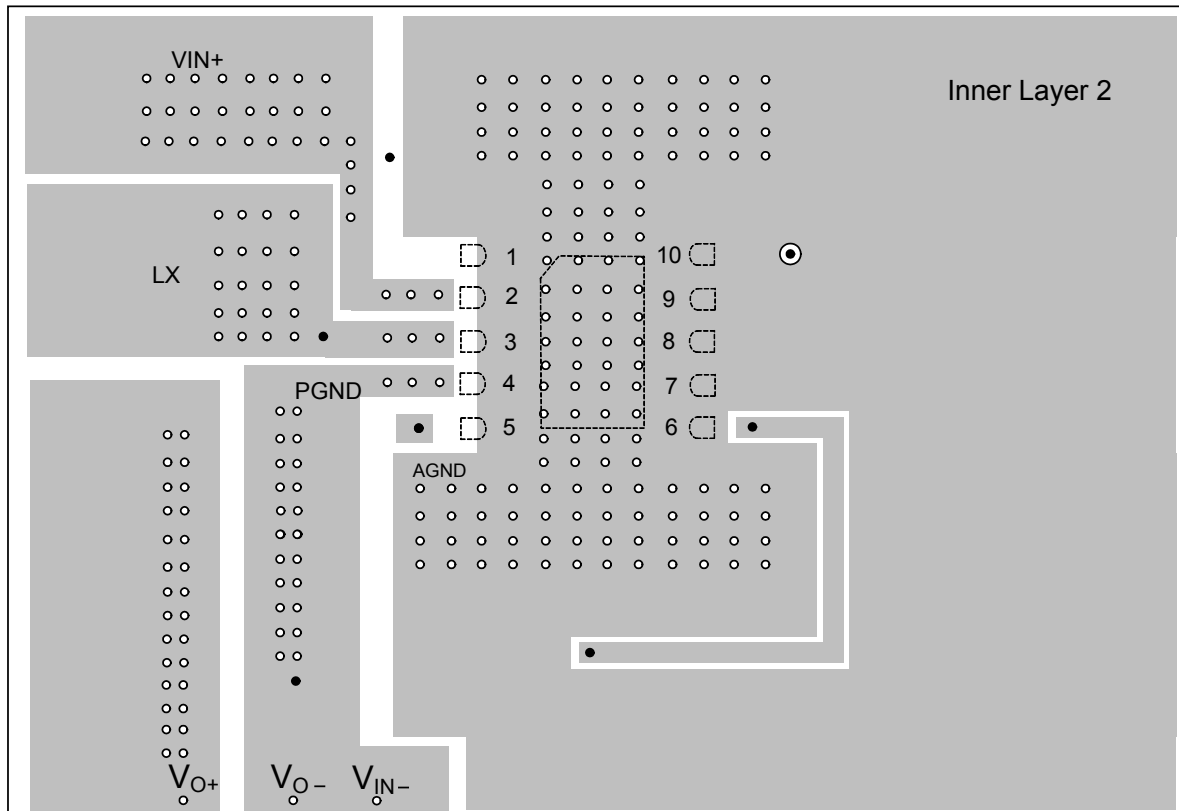 VIN+
Inner Layer 2
1
10
LX
2
9
3
8
PGND
4
7
5
6
AGND
VO+
VO−
VIN−